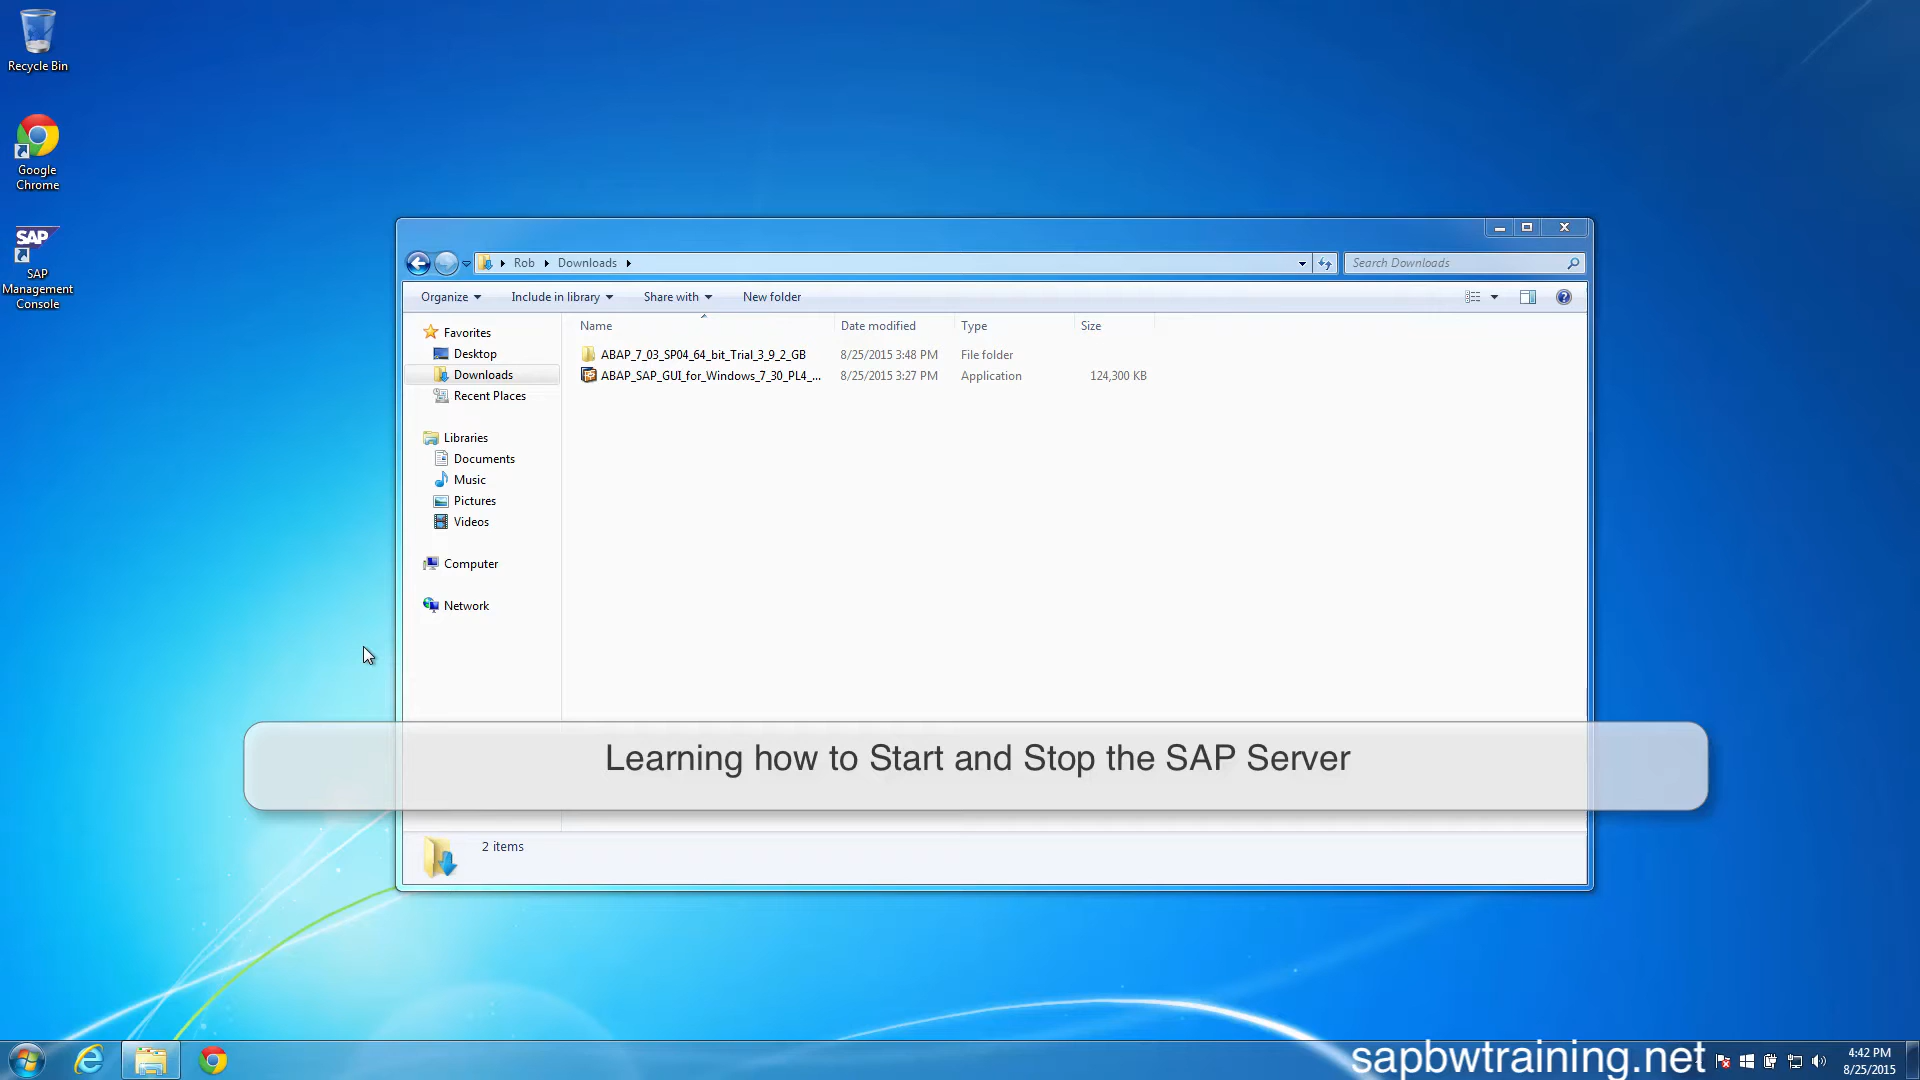 Recycle Bin
Google
Chrome
SAP
SAP
Management
Console
Rob
Downloads
Search Downloads
Organize
Include in library
Share with
New folder
Name
Date modified
Type
Size
Favorites
Desktop
Downloads
Recent Places
Libraries
Documents
Music
Pictures
Videos
Computer
Network
ABAP_7_03_SP04_64_bit_Trial_3_9_2_GB 8/25/2015 3:48 PM File folder
ABAP_SAP_GUI_for_Windows_7_30_PL4_... 8/25/2015 3:27 PM Application 124,300 KB
Learning how to Start and Stop the SAP Server
2 items
sapbwtraining.net
4:42 PM
8/25/2015